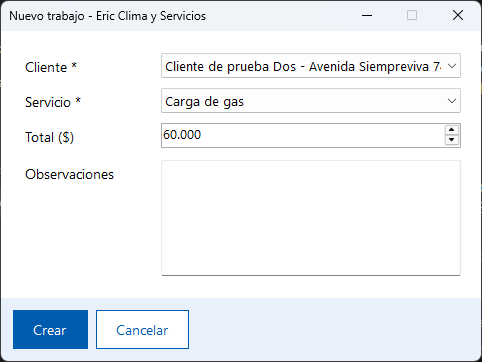 Nuevo trabajo - Eric Clima y Servicios
Cliente * Cliente de prueba Dos - Avenida Siempreviva 74
Servicio * Carga de gas
Total ($) 60.000
Observaciones
Crear Cancelar